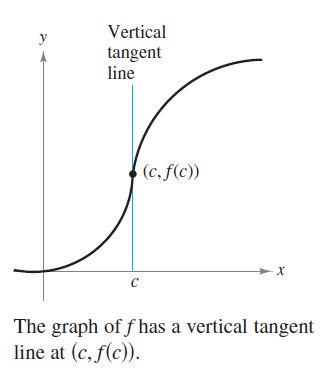 y
Vertical
tangent
line
(c, f(c))
x
c
The graph of f has a vertical tangent
line at (c, f(c)).